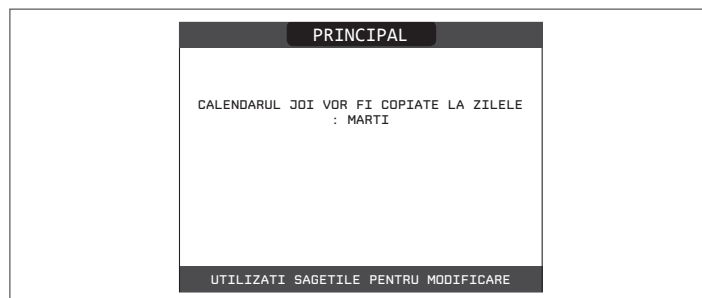 PRINCIPAL
CALENDARUL JOI VOR FI COPIATE LA ZILELE
: MARTI
UTILIZATI SAGETILE PENTRU MODIFICARE